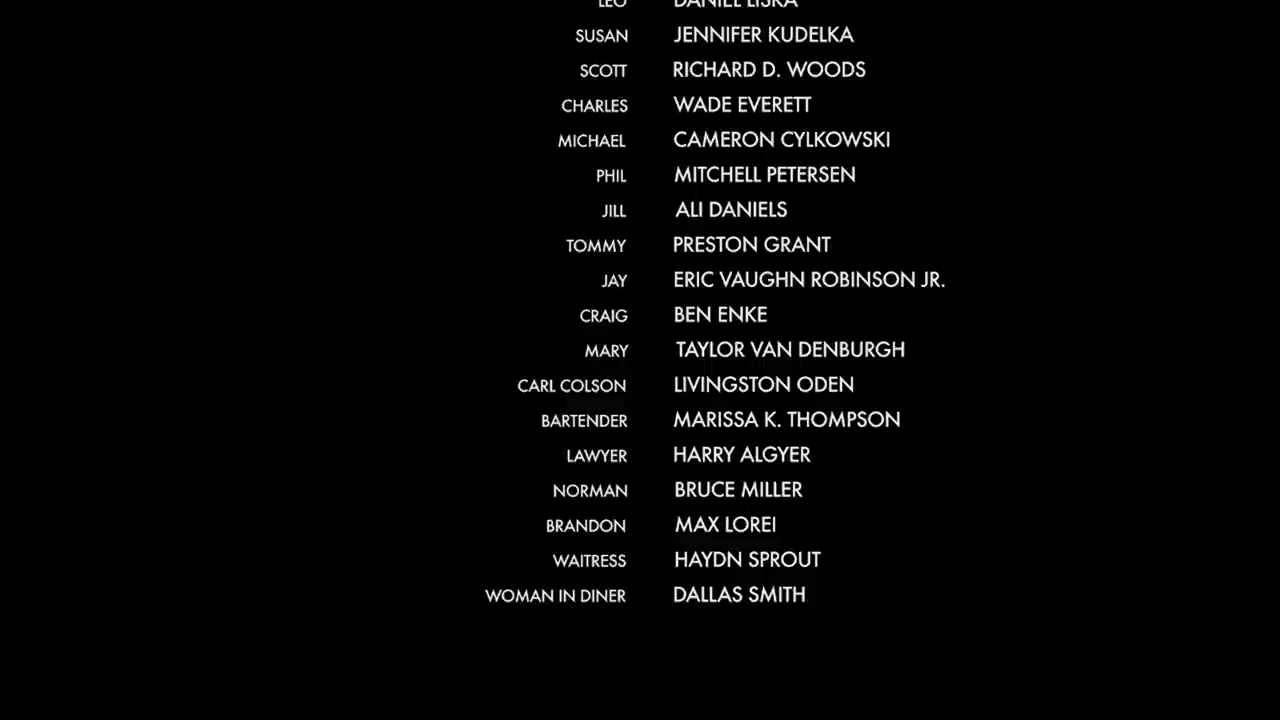 LEO DANIEL LISKA
SUSAN JENNIFER KUDELKA
SCOTT RICHARD D. WOODS
CHARLES WADE EVERETT
MICHAEL CAMERON CYLKOWSKI
PHIL MITCHELL PETERSEN
JILL ALI DANIELS
TOMMY PRESTON GRANT
JAY ERIC VAUGHN ROBINSON JR.
CRAIG BEN ENKE
MARY TAYLOR VAN DENBURGH
CARL COLSON LIVINGSTON ODEN
BARTENDER MARISSA K. THOMPSON
LAWYER HARRY ALGYER
NORMAN BRUCE MILLER
BRANDON MAX LOREI
WAITRESS HAYDN SPROUT
WOMAN IN DINER DALLAS SMITH